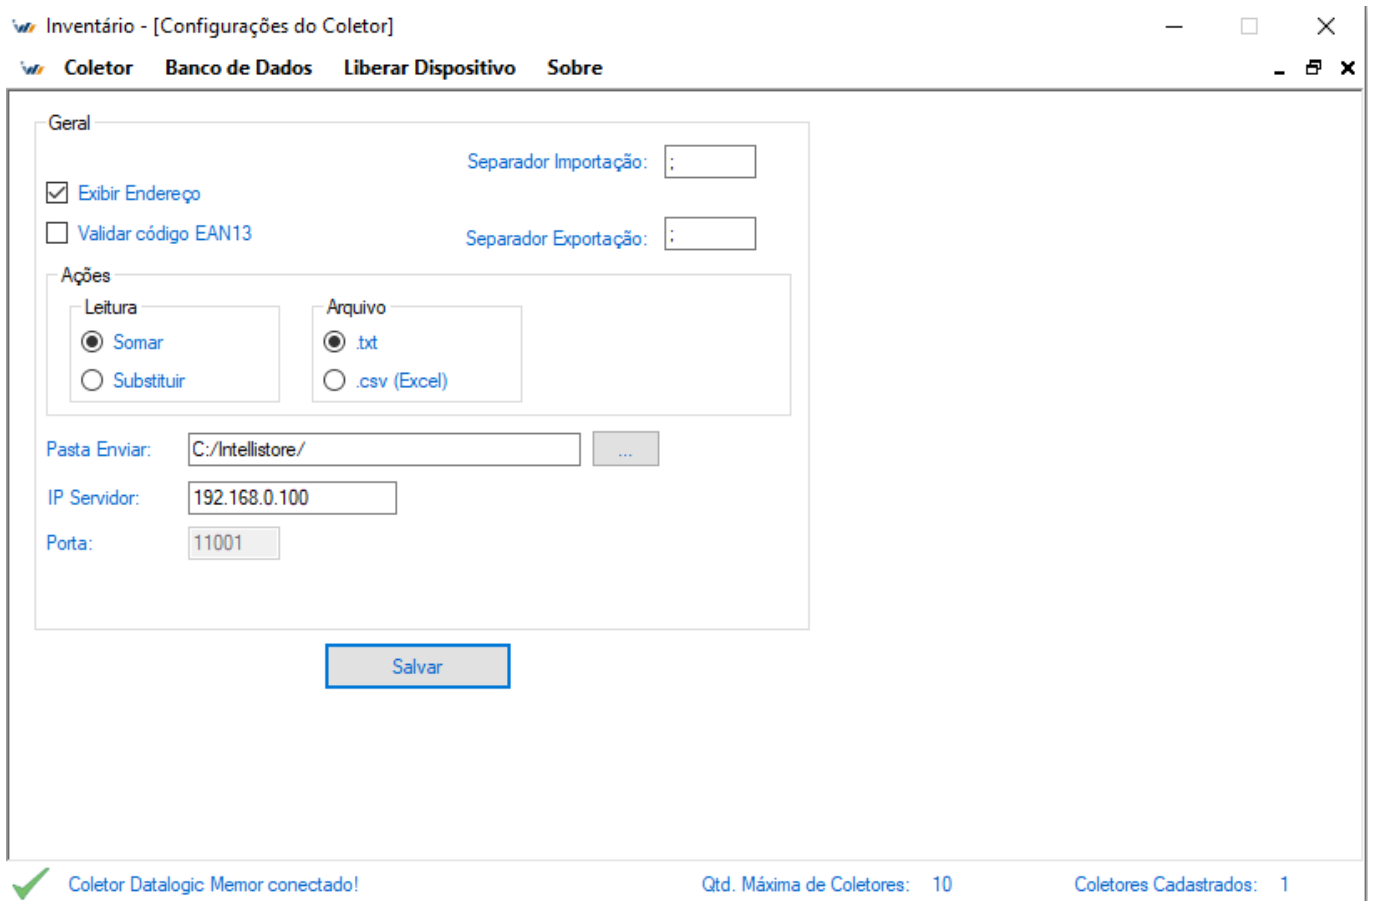 Inventário - [Configurações do Coletor]
Coletor Banco de Dados Liberar Dispositivo Sobre
Geral
Separador Importação: ;
Exibir Endereço
Validar código EAN13
Separador Exportação: ;
Ações
Leitura Arquivo
Somar .txt
Substituir .csv (Excel)
Pasta Enviar: C:/Intellistore/ ...
IP Servidor: 192.168.0.100
Porta: 11001
Salvar
Coletor Datalogic Memor conectado! Qtd. Máxima de Coletores: 10 Coletores Cadastrados: 1